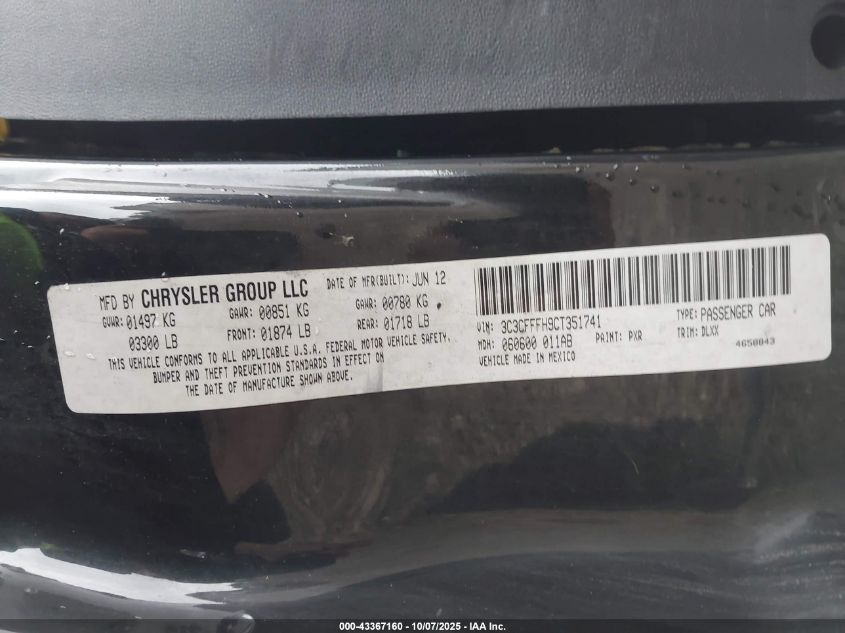 MFD BY CHRYSLER GROUP LLC DATE OF MFR(BUILT): JUN 12
GVWR: 01497 KG GAWR: 00851 KG GAWR: 00780 KG
03300 LB FRONT: 01874 LB REAR: 01718 LB
THIS VEHICLE CONFORMS TO ALL APPLICABLE U.S.A. FEDERAL MOTOR VEHICLE SAFETY,
BUMPER AND THEFT PREVENTION STANDARDS IN EFFECT ON
THE DATE OF MANUFACTURE SHOWN ABOVE.
VIN: 3C3CFFFH9CT351741 TYPE: PASSENGER CAR
MDH: 060600 011AB PAINT: PXR TRIM: DLXX
VEHICLE MADE IN MEXICO 4658043
000-43367160 - 10/07/2025 - IAA Inc.